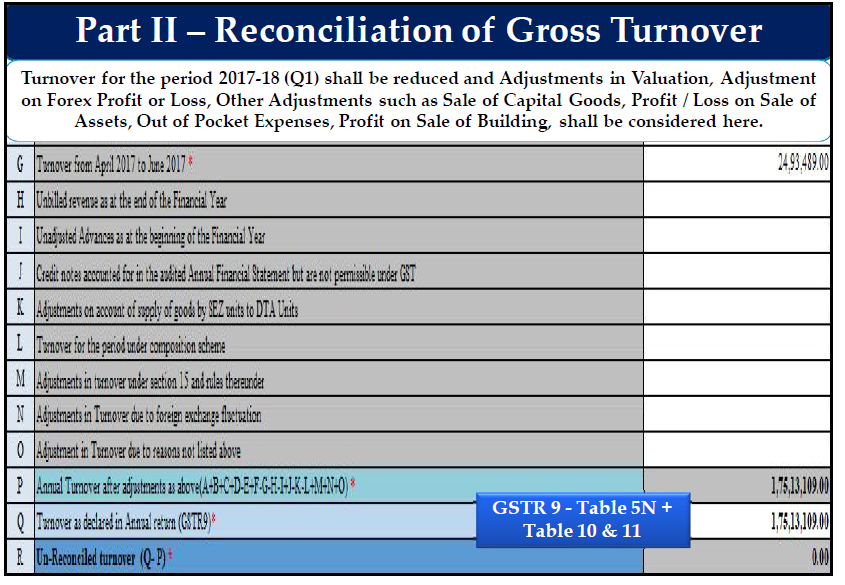 Part II – Reconciliation of Gross Turnover
Turnover for the period 2017-18 (Q1) shall be reduced and Adjustments in Valuation, Adjustment
on Forex Profit or Loss, Other Adjustments such as Sale of Capital Goods, Profit / Loss on Sale of
Assets, Out of Pocket Expenses, Profit on Sale of Building, shall be considered here.
G Turnover from April 2017 to June 2017 * 24,93,489.00
H Unbilled revenue as at the end of the Financial Year
I Unadjusted Advances as at the beginning of the Financial Year
J Credit notes accounted for in the audited Annual Financial Statement but are not permissible under GST
K Adjustments on account of supply of goods by SEZ units to DTA Units
L Turnover for the period under composition scheme
M Adjustments in turnover under section 15 and rules thereunder
N Adjustments in Turnover due to foreign exchange fluctuation
O Adjustment in Turnover due to reasons not listed above
P Annual Turnover after adjustments as above(A+B+C+D-E+F-G-H-I+J-K-L+M+N+O) * 1,75,13,109.00
Q Turnover as declared in Annual return (GSTR9)* 1,75,13,109.00
GSTR 9 - Table 5N +
Table 10 & 11
R Un-Reconciled turnover (Q- P) * 0.00